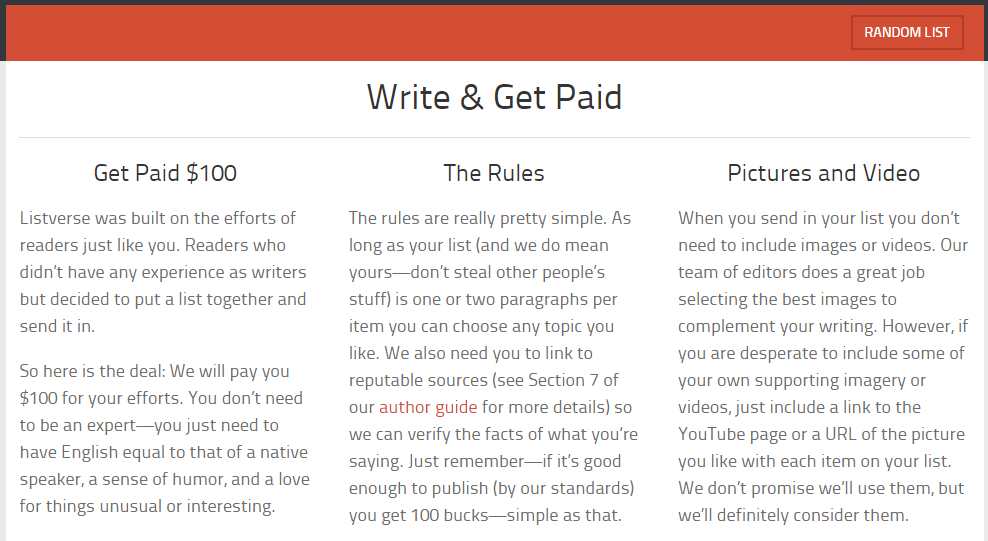 RANDOM LIST
Write & Get Paid
Get Paid $100
Listverse was built on the efforts of
readers just like you. Readers who
didn't have any experience as writers
but decided to put a list together and
send it in.
So here is the deal: We will pay you
$100 for your efforts. You don't need
to be an expert—you just need to
have English equal to that of a native
speaker, a sense of humor, and a love
for things unusual or interesting.
The Rules
The rules are really pretty simple. As
long as your list (and we do mean
yours—don't steal other people's
stuff) is one or two paragraphs per
item you can choose any topic you
like. We also need you to link to
reputable sources (see Section 7 of
our author guide for more details) so
we can verify the facts of what you're
saying. Just remember—if it's good
enough to publish (by our standards)
you get 100 bucks—simple as that.
Pictures and Video
When you send in your list you don't
need to include images or videos. Our
team of editors does a great job
selecting the best images to
complement your writing. However, if
you are desperate to include some of
your own supporting imagery or
videos, just include a link to the
YouTube page or a URL of the picture
you like with each item on your list.
We don't promise we'll use them, but
we'll definitely consider them.